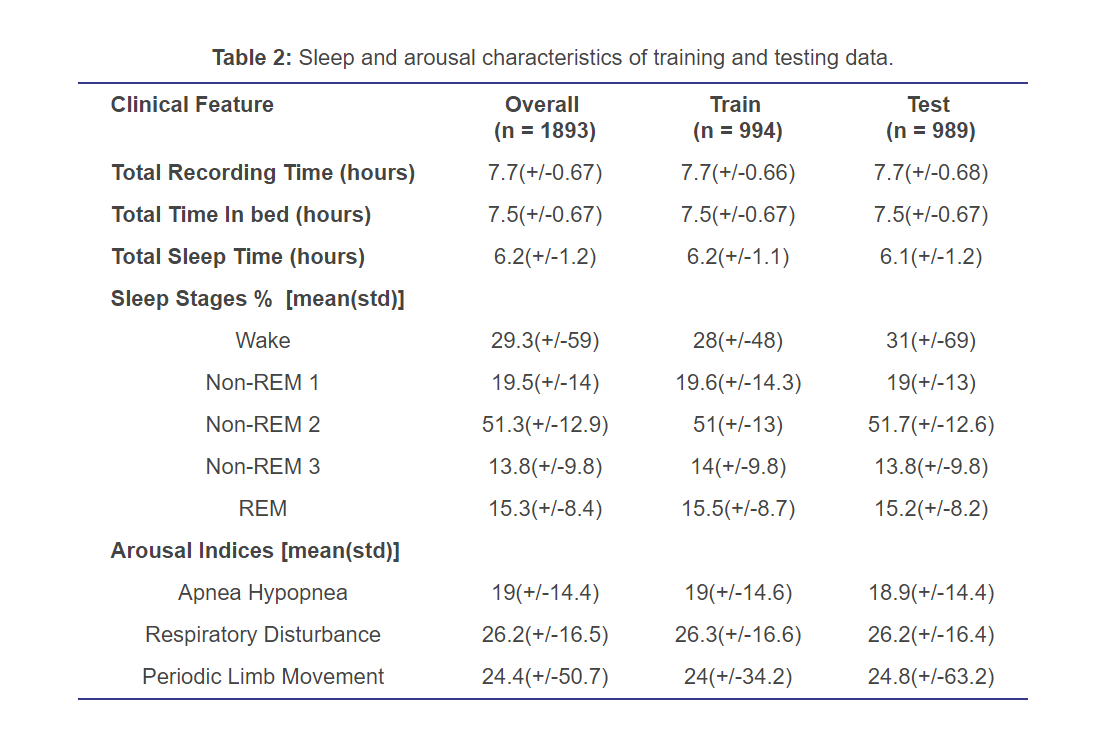 Table 2: Sleep and arousal characteristics of training and testing data.
Clinical Feature Overall Train Test
(n = 1893) (n = 994) (n = 989)
Total Recording Time (hours) 7.7(+/-0.67) 7.7(+/-0.66) 7.7(+/-0.68)
Total Time In bed (hours) 7.5(+/-0.67) 7.5(+/-0.67) 7.5(+/-0.67)
Total Sleep Time (hours) 6.2(+/-1.2) 6.2(+/-1.1) 6.1(+/-1.2)
Sleep Stages % [mean(std)]
Wake 29.3(+/-59) 28(+/-48) 31(+/-69)
Non-REM 1 19.5(+/-14) 19.6(+/-14.3) 19(+/-13)
Non-REM 2 51.3(+/-12.9) 51(+/-13) 51.7(+/-12.6)
Non-REM 3 13.8(+/-9.8) 14(+/-9.8) 13.8(+/-9.8)
REM 15.3(+/-8.4) 15.5(+/-8.7) 15.2(+/-8.2)
Arousal Indices [mean(std)]
Apnea Hypopnea 19(+/-14.4) 19(+/-14.6) 18.9(+/-14.4)
Respiratory Disturbance 26.2(+/-16.5) 26.3(+/-16.6) 26.2(+/-16.4)
Periodic Limb Movement 24.4(+/-50.7) 24(+/-34.2) 24.8(+/-63.2)